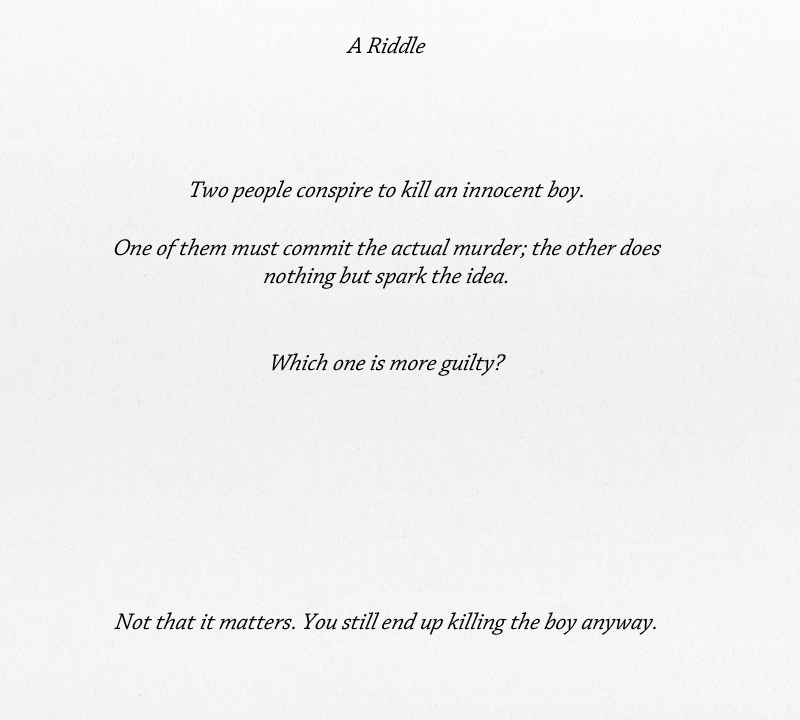 A Riddle
Two people conspire to kill an innocent boy.
One of them must commit the actual murder; the other does
nothing but spark the idea.
Which one is more guilty?
Not that it matters. You still end up killing the boy anyway.